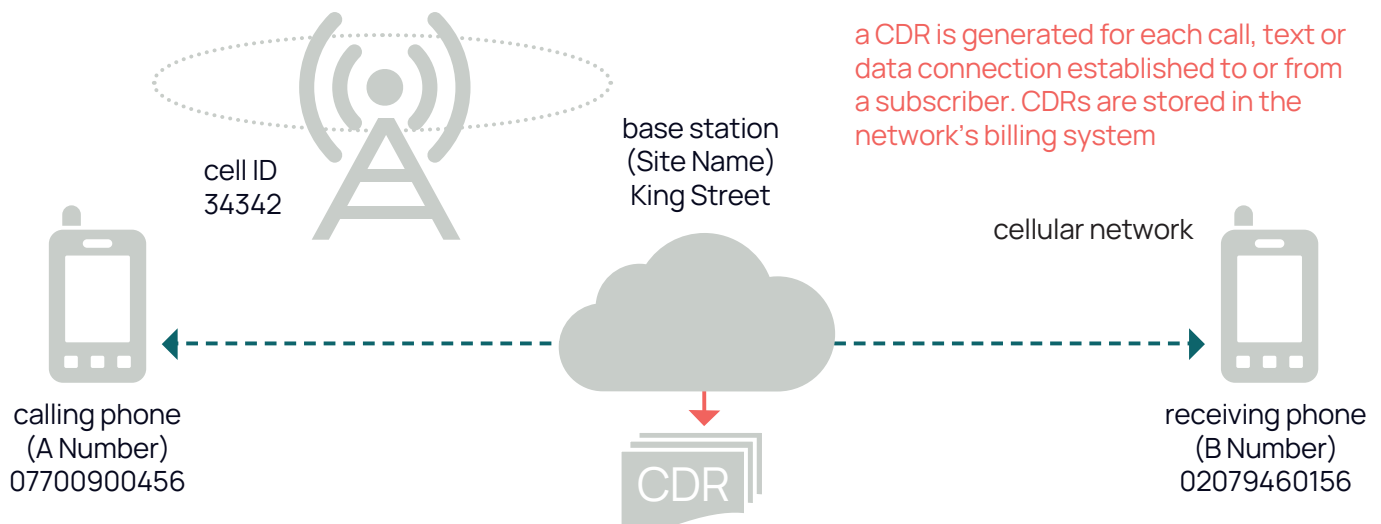 a CDR is generated for each call, text or
data connection established to or from
a subscriber. CDRs are stored in the
network's billing system
base station
(Site Name)
King Street
cell ID
34342
cellular network
calling phone
(A Number)
07700900456
CDR
receiving phone
(B Number)
02079460156